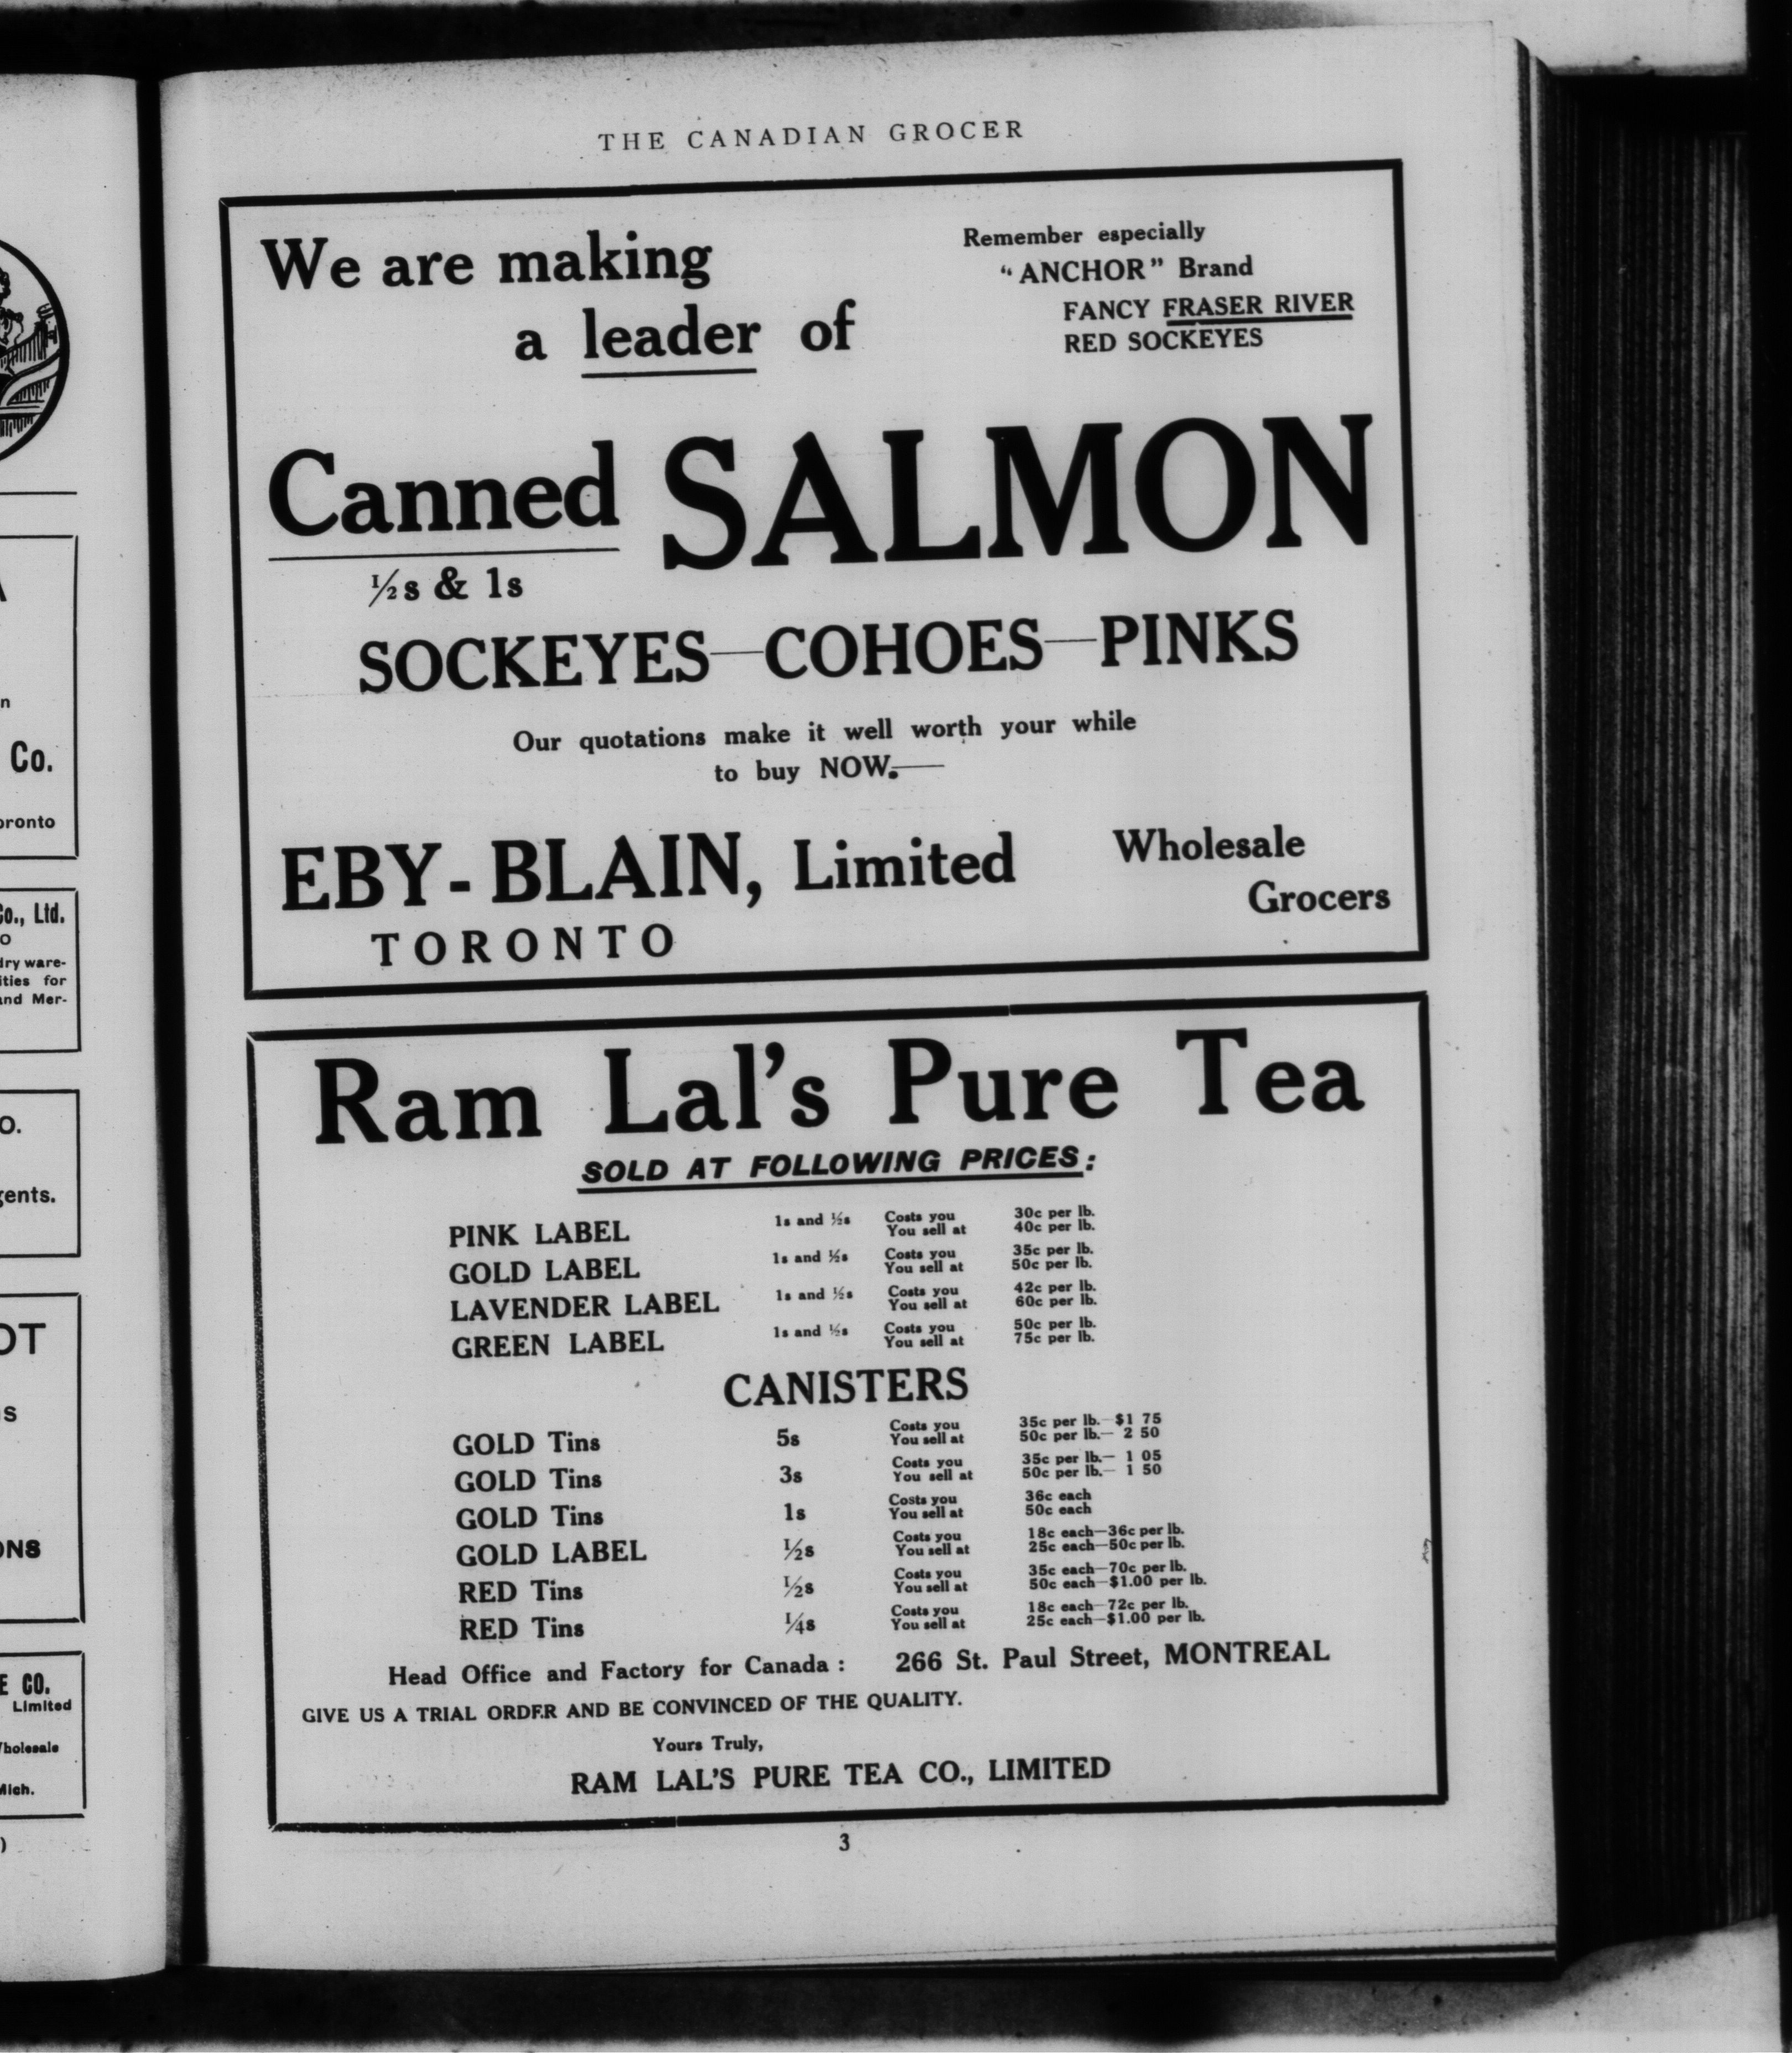 THE CANADIAN GROCER
We are making
a leader of
Remember especially
"ANCHOR" Brand
FANCY FRASER RIVER
RED SOCKEYES
Canned SALMON
½s & 1s
SOCKEYES—COHOES—PINKS
Our quotations make it well worth your while
to buy NOW.—
EBY-BLAIN, Limited
TORONTO
Wholesale
Grocers
Ram Lal's Pure Tea
SOLD AT FOLLOWING PRICES:
PINK LABEL 1s and ½s Costs you 30c per lb.
You sell at 40c per lb.
GOLD LABEL 1s and ½s Costs you 35c per lb.
You sell at 50c per lb.
LAVENDER LABEL 1s and ½s Costs you 42c per lb.
You sell at 60c per lb.
GREEN LABEL 1s and ½s Costs you 50c per lb.
You sell at 75c per lb.
CANISTERS
GOLD Tins 5s Costs you 35c per lb.—$1 75
You sell at 50c per lb.— 2 50
GOLD Tins 3s Costs you 35c per lb.— 1 05
You sell at 50c per lb.— 1 50
GOLD Tins 1s Costs you 36c each
You sell at 50c each
GOLD LABEL ½s Costs you 18c each—36c per lb.
You sell at 25c each—50c per lb.
RED Tins ½s Costs you 35c each—70c per lb.
You sell at 50c each—$1.00 per lb.
RED Tins ¼s Costs you 18c each—72c per lb.
You sell at 25c each—$1.00 per lb.
Head Office and Factory for Canada : 266 St. Paul Street, MONTREAL
GIVE US A TRIAL ORDER AND BE CONVINCED OF THE QUALITY.
Yours Truly,
RAM LAL'S PURE TEA CO., LIMITED
3
Co.
Co., Ltd.
ities for
and Mer-
CO.
Limited